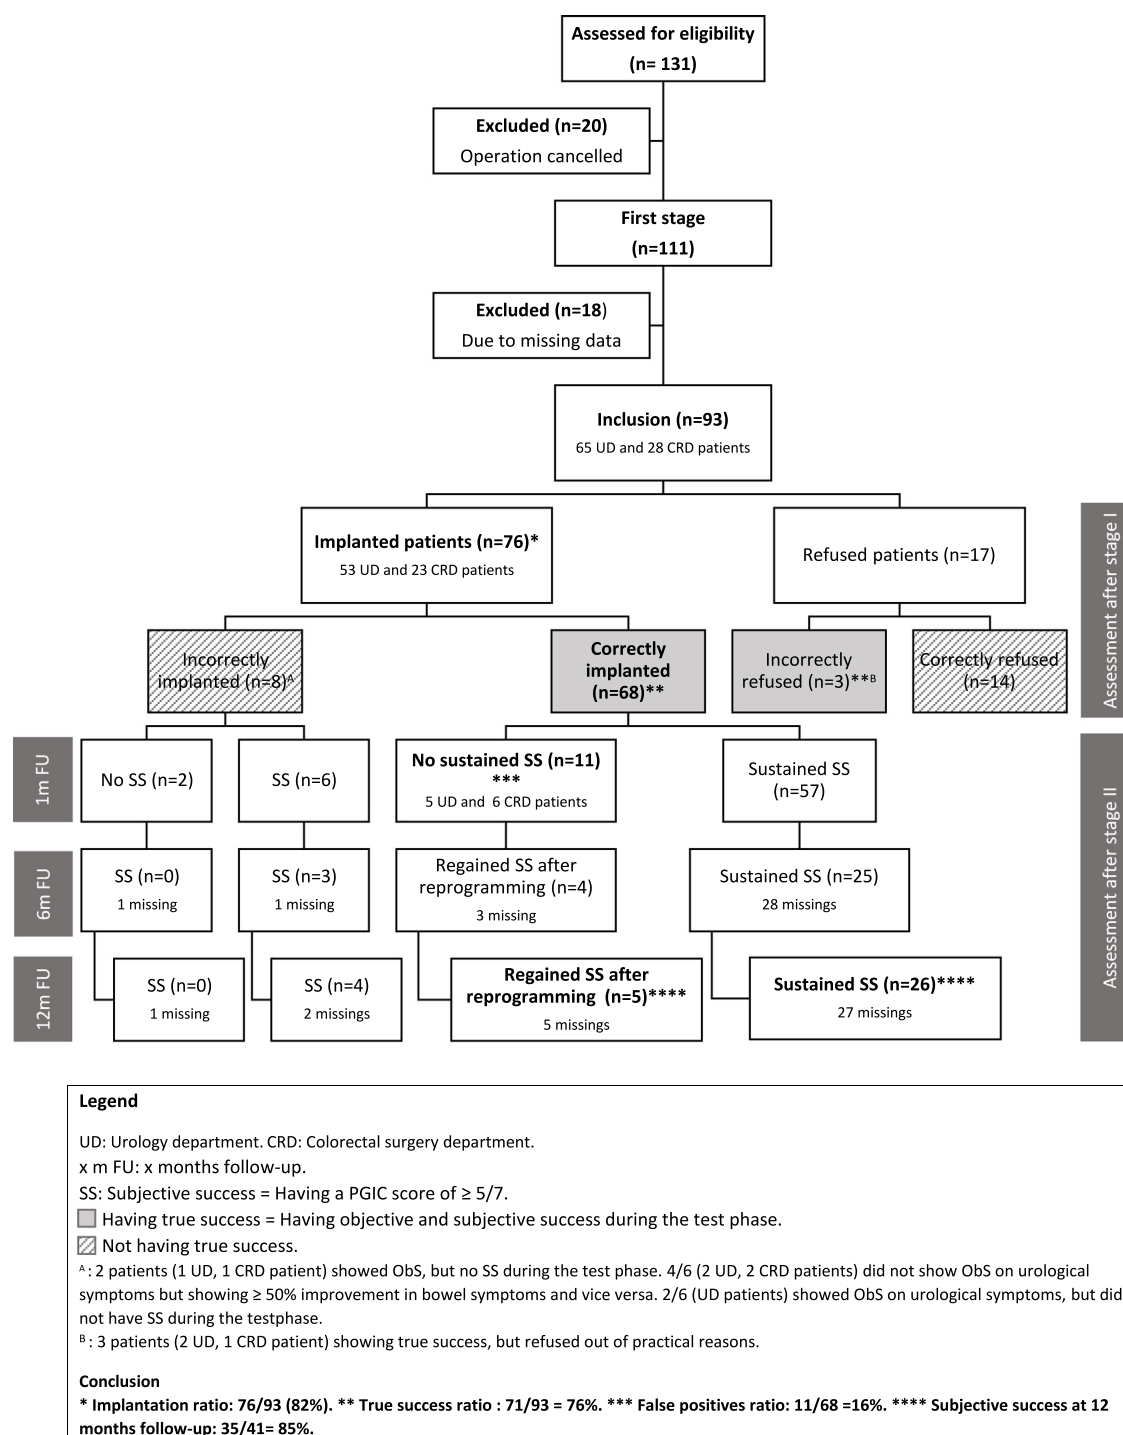 Assessed for eligibility
(n= 131)
Excluded (n=20)
Operation cancelled
First stage
(n=111)
Excluded (n=18)
Due to missing data
Inclusion (n=93)
65 UD and 28 CRD patients
Implanted patients (n=76)*
53 UD and 23 CRD patients
Refused patients (n=17)
Assessment after stage I
Incorrectly
implanted (n=8)ᴬ
Correctly
implanted
(n=68)**
Incorrectly
refused (n=3)**ᴮ
Correctly refused
(n=14)
1m FU
No SS (n=2)
SS (n=6)
No sustained SS (n=11)
***
5 UD and  6 CRD patients
Sustained SS
(n=57)
Assessment after stage II
6m FU
SS (n=0)
1 missing
SS (n=3)
1 missing
Regained SS after
reprogramming (n=4)
3 missing
Sustained SS (n=25)
28 missings
12m FU
SS (n=0)
1 missing
SS (n=4)
2 missings
Regained SS after
reprogramming  (n=5)****
5 missings
Sustained SS (n=26)****
27 missings
Legend
UD: Urology department. CRD: Colorectal surgery department.
x m FU: x months follow-up.
SS: Subjective success = Having a PGIC score of ≥ 5/7.
Having true success = Having objective and subjective success during the test phase.
Not having true success.
ᴬ : 2 patients (1 UD, 1 CRD patient) showed ObS, but no SS during the test phase. 4/6 (2 UD, 2 CRD patients) did not show ObS on urological
symptoms but showing ≥ 50% improvement in bowel symptoms and vice versa. 2/6 (UD patients) showed ObS on urological symptoms, but did
not have SS during the testphase.
ᴮ : 3 patients (2 UD, 1 CRD patient) showing true success, but refused out of practical reasons.
Conclusion
* Implantation ratio: 76/93 (82%). ** True success ratio : 71/93 = 76%. *** False positives ratio: 11/68 =16%. **** Subjective success at 12
months follow-up: 35/41= 85%.